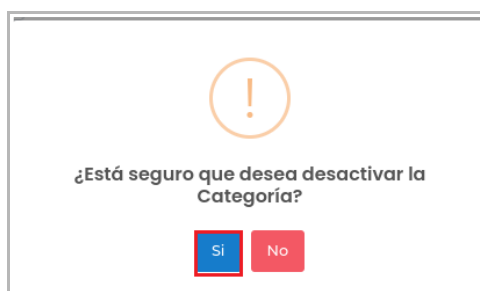 !
¿Está seguro que desea desactivar la
Categoría?
Si
No